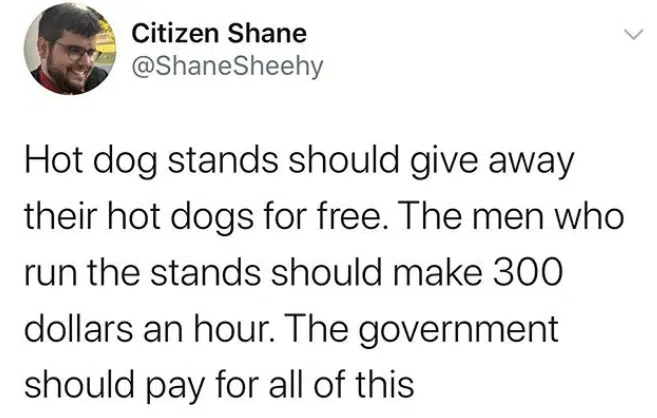 Citizen Shane
@ShaneSheehy
Hot dog stands should give away
their hot dogs for free. The men who
run the stands should make 300
dollars an hour. The government
should pay for all of this